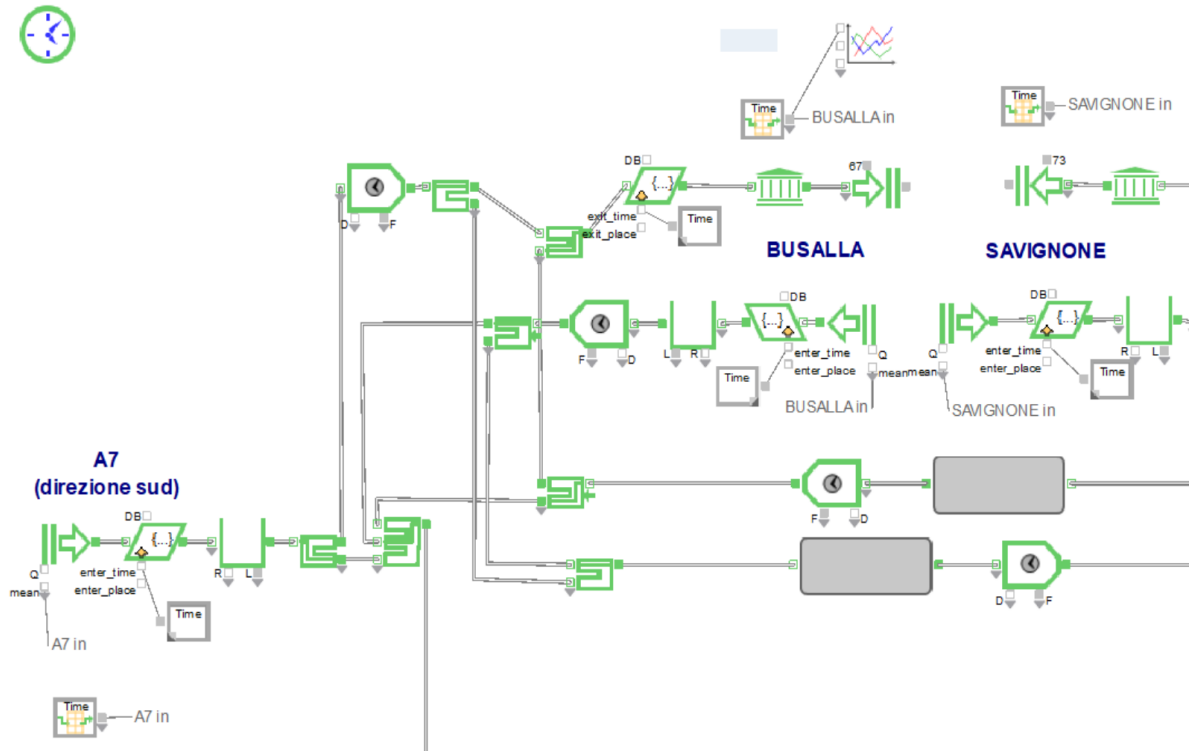 Time
BUSALLA in
Time
SAVIGNONE in
D
F
DB
{...}
exit_time
exit_place
Time
67
73
BUSALLA
SAVIGNONE
F
D
L
R
DB
{...}
enter_time
enter_place
Time
Q
mean
BUSALLA in
Q
mean
SAVIGNONE in
DB
{...}
enter_time
enter_place
Time
R
L
A7
(direzione sud)
Q
mean
A7 in
DB
{...}
enter_time
enter_place
Time
R
L
F
D
D
F
Time
A7 in